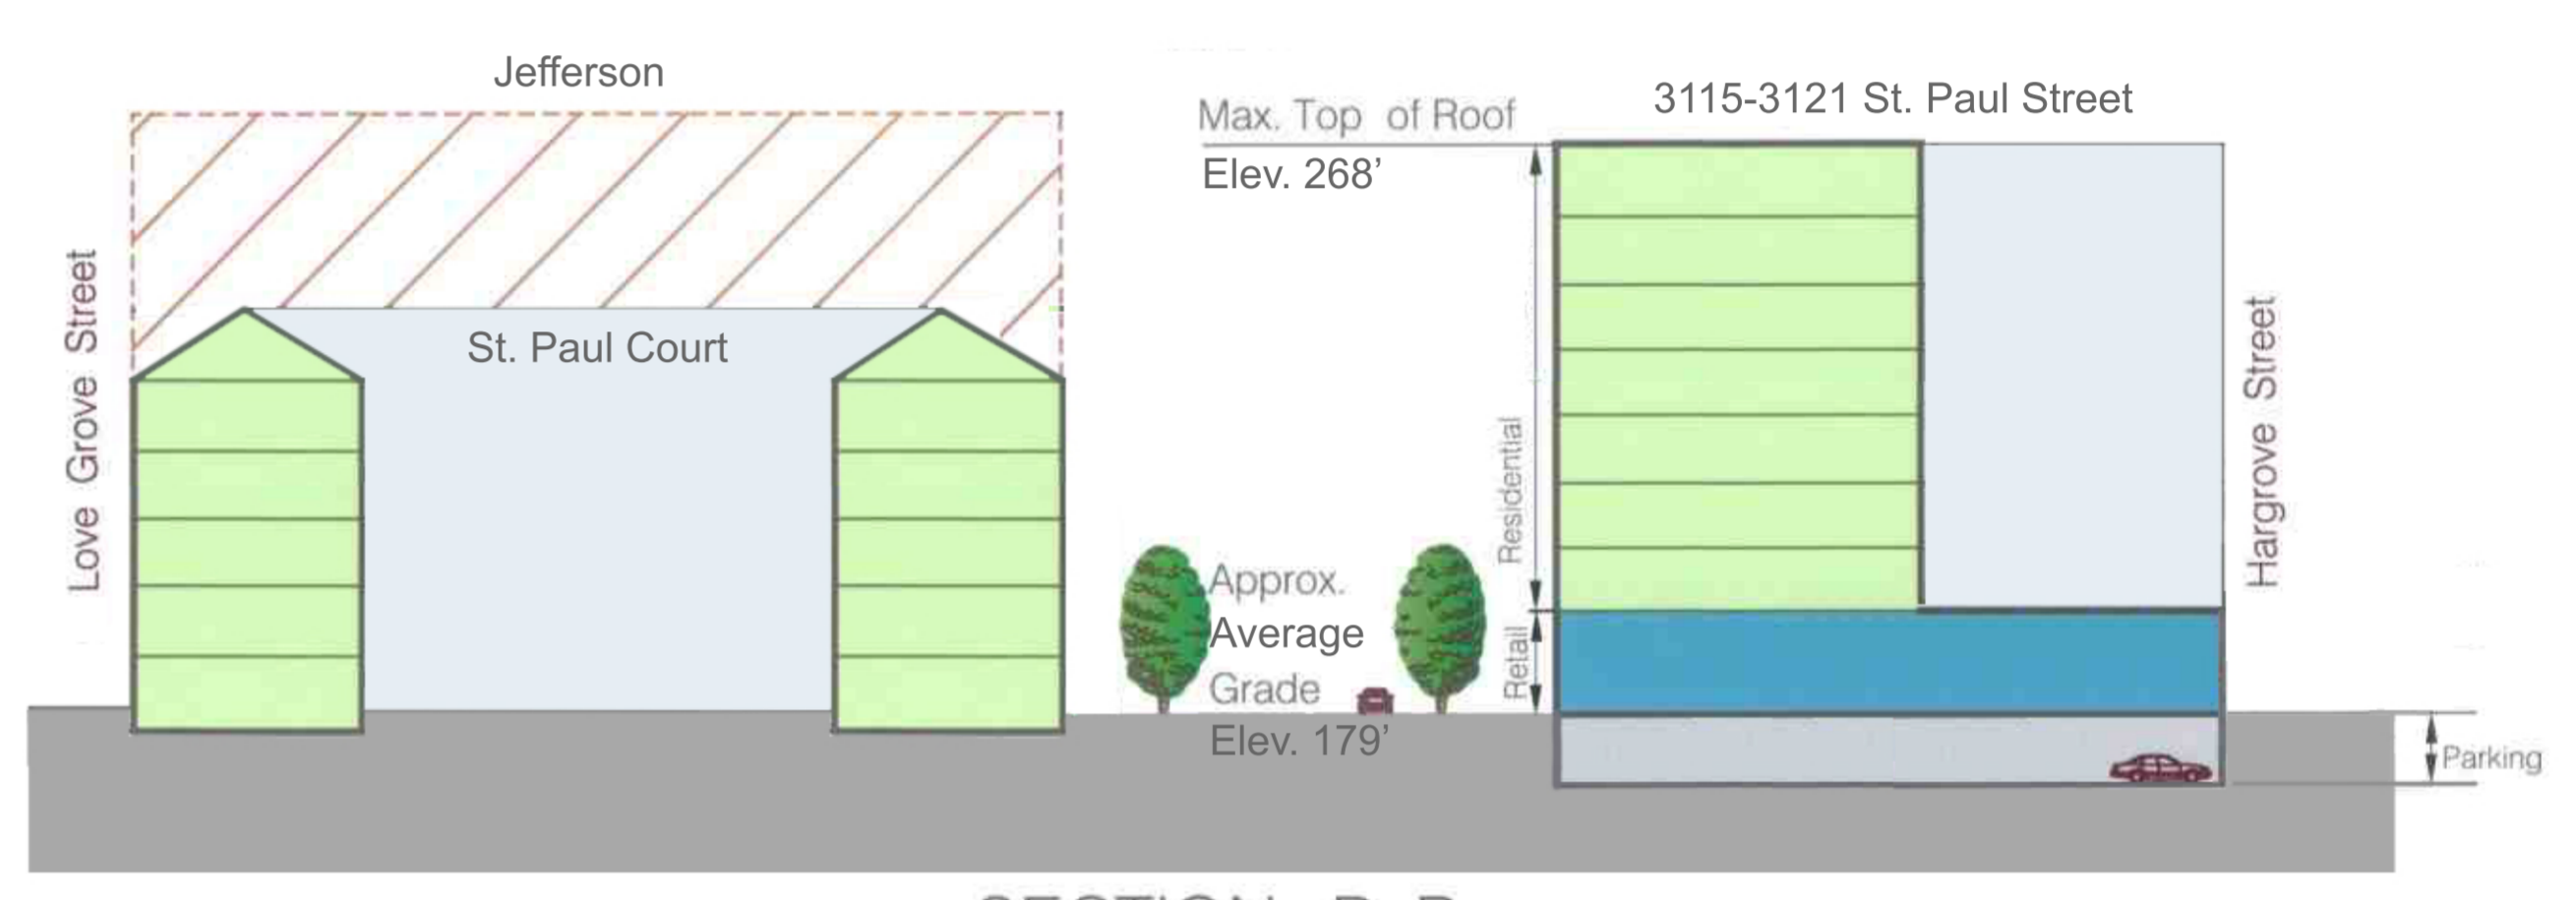 Jefferson
3115-3121 St. Paul Street
Max. Top of Roof
Elev. 268’
St. Paul Court
Love Grove Street
Hargrove Street
Residential
Retail
Approx.
Average
Grade
Elev. 179’
Parking